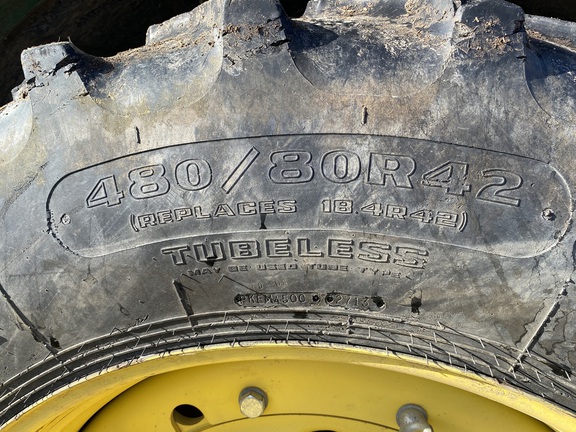 480/80R42
(REPLACES 18.4R42)
TUBELESS
MAY BE USED TUBE TYPE